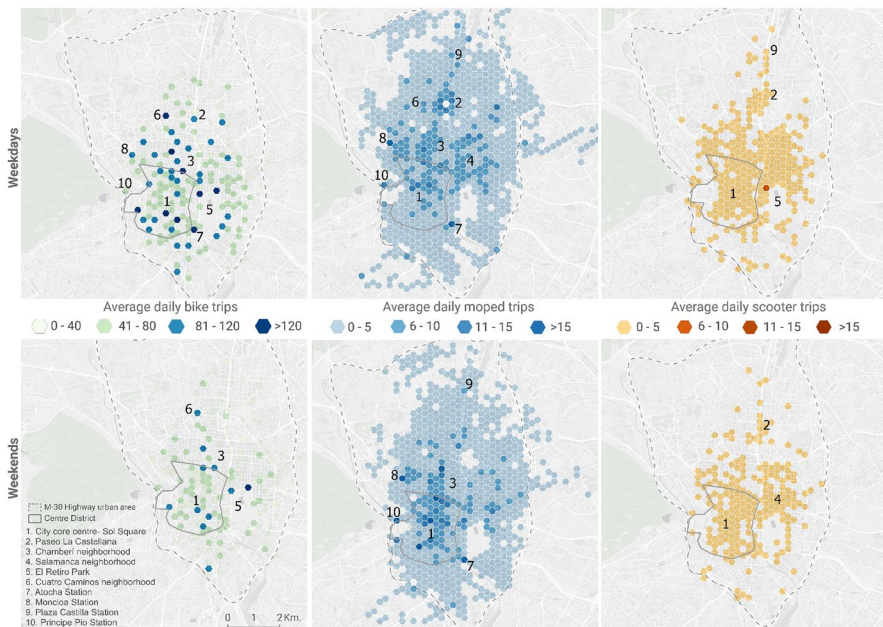 Weekdays
6
2
8
3
10
1
5
7
9
6
2
8
3
4
10
1
7
9
2
1
5
Average daily bike trips
0 - 40
41 - 80
81 - 120
>120
Average daily moped trips
0 - 5
6 - 10
11 - 15
>15
Average daily scooter trips
0 - 5
6 - 10
11 - 15
>15
Weekends
6
3
1
5
M-30 Highway urban area
Centre District
1. City core centre- Sol Square
2. Paseo La Castellana
3. Chamberí neighborhood
4. Salamanca neighborhood
5. El Retiro Park
6. Cuatro Caminos neighborhood
7. Atocha Station
8. Moncloa Station
9. Plaza Castilla Station
10. Principe Pio Station
0 1 2 Km.
9
8
3
10
1
7
2
4
1